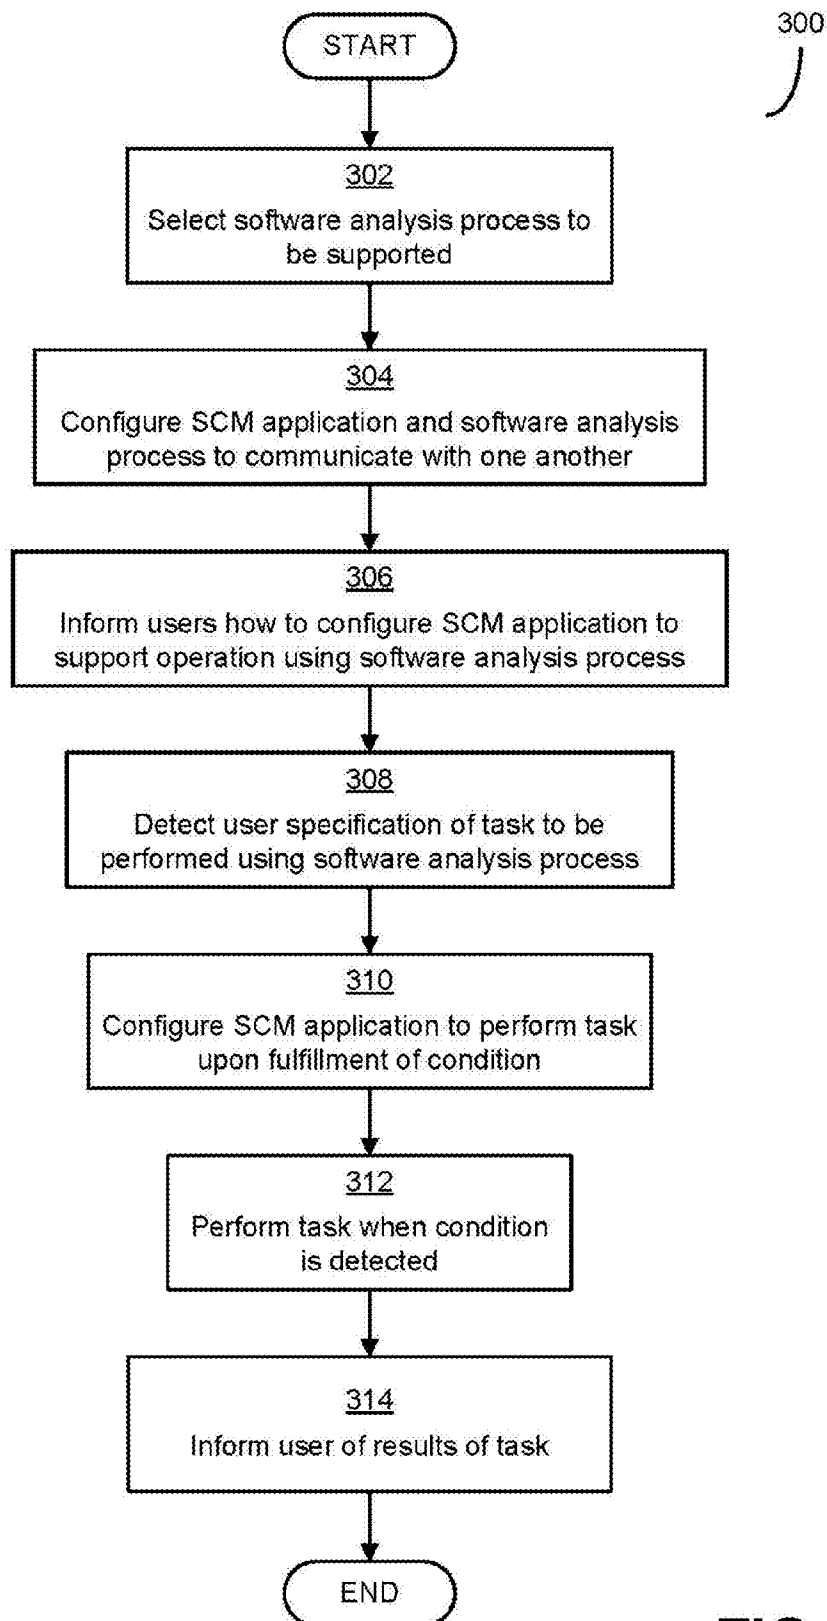 START
300
302
Select software analysis process to
be supported
304
Configure SCM application and software analysis
process to communicate with one another
306
Inform users how to configure SCM application to
support operation using software analysis process
308
Detect user specification of task to be
performed using software analysis process
310
Configure SCM application to perform task
upon fulfillment of condition
312
Perform task when condition
is detected
314
Inform user of results of task
END